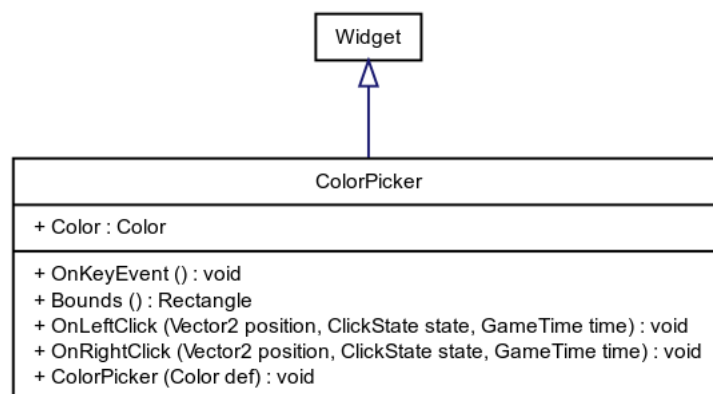 Widget
ColorPicker
+ Color : Color
+ OnKeyEvent () : void
+ Bounds () : Rectangle
+ OnLeftClick (Vector2 position, ClickState state, GameTime time) : void
+ OnRightClick (Vector2 position, ClickState state, GameTime time) : void
+ ColorPicker (Color def) : void